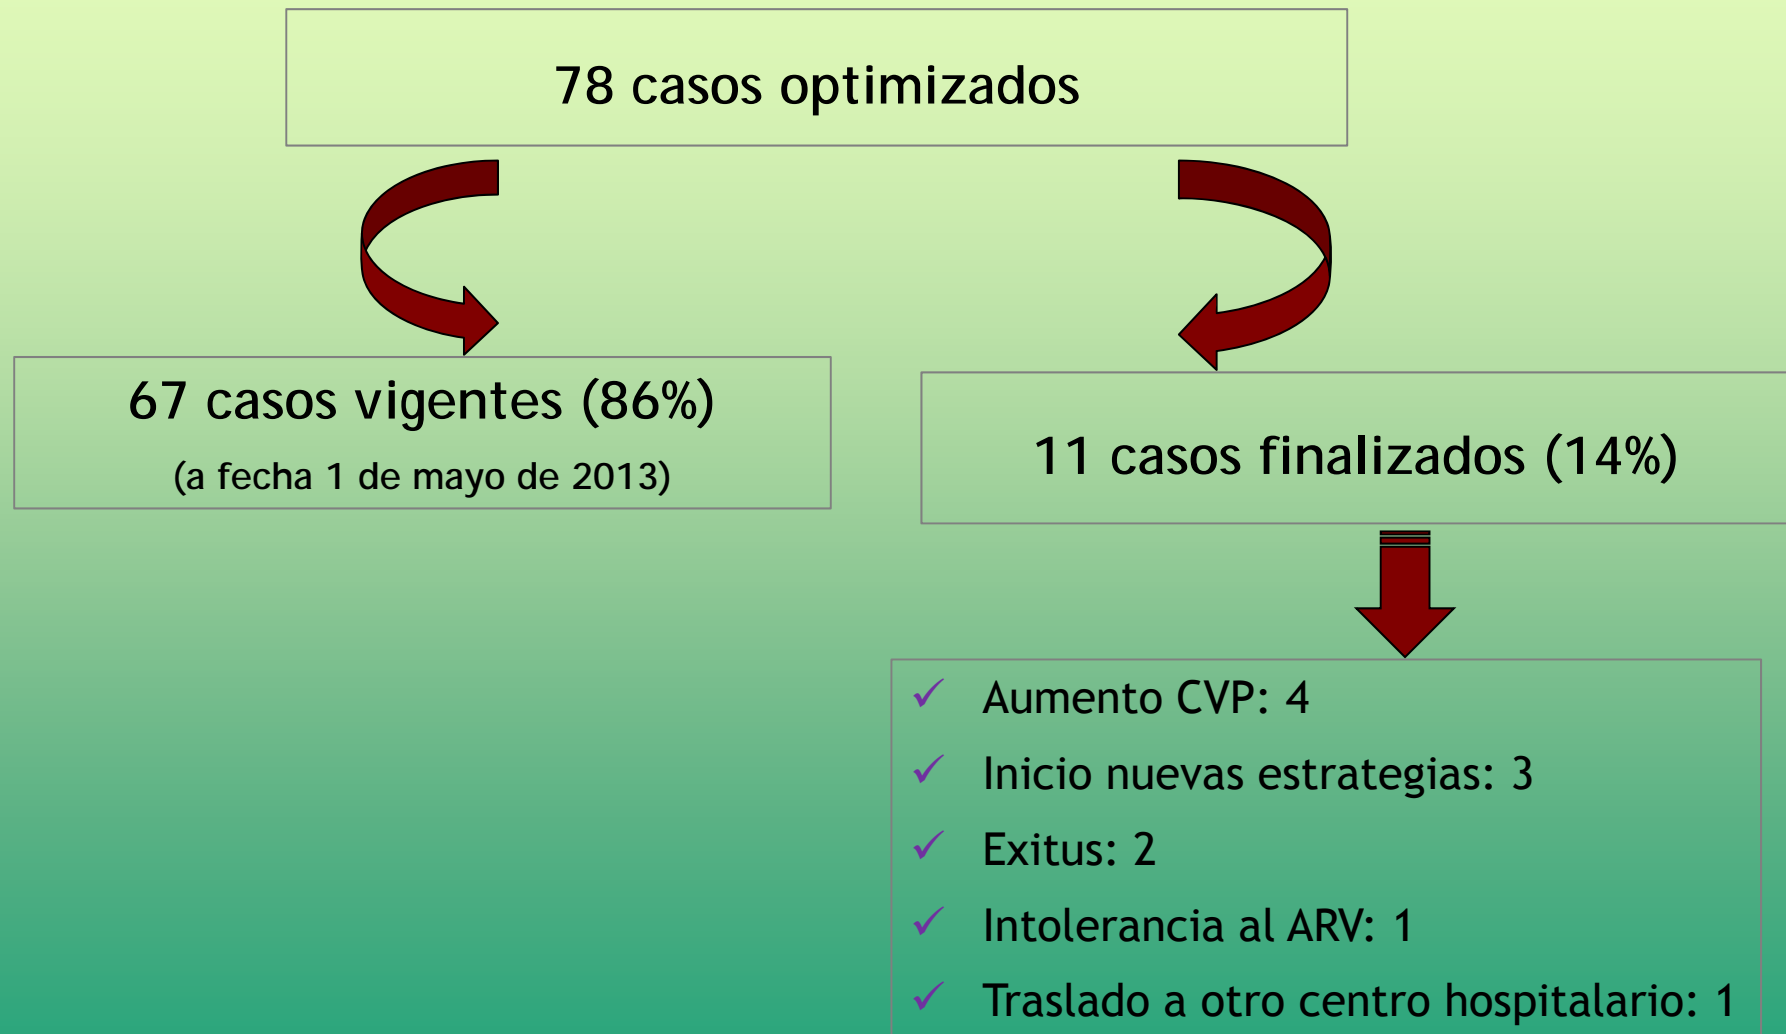 78 casos optimizados
67 casos vigentes (86%)
(a fecha 1 de mayo de 2013)
11 casos finalizados (14%)
✓ Aumento CVP: 4
✓ Inicio nuevas estrategias: 3
✓ Exitus: 2
✓ Intolerancia al ARV: 1
✓ Traslado a otro centro hospitalario: 1